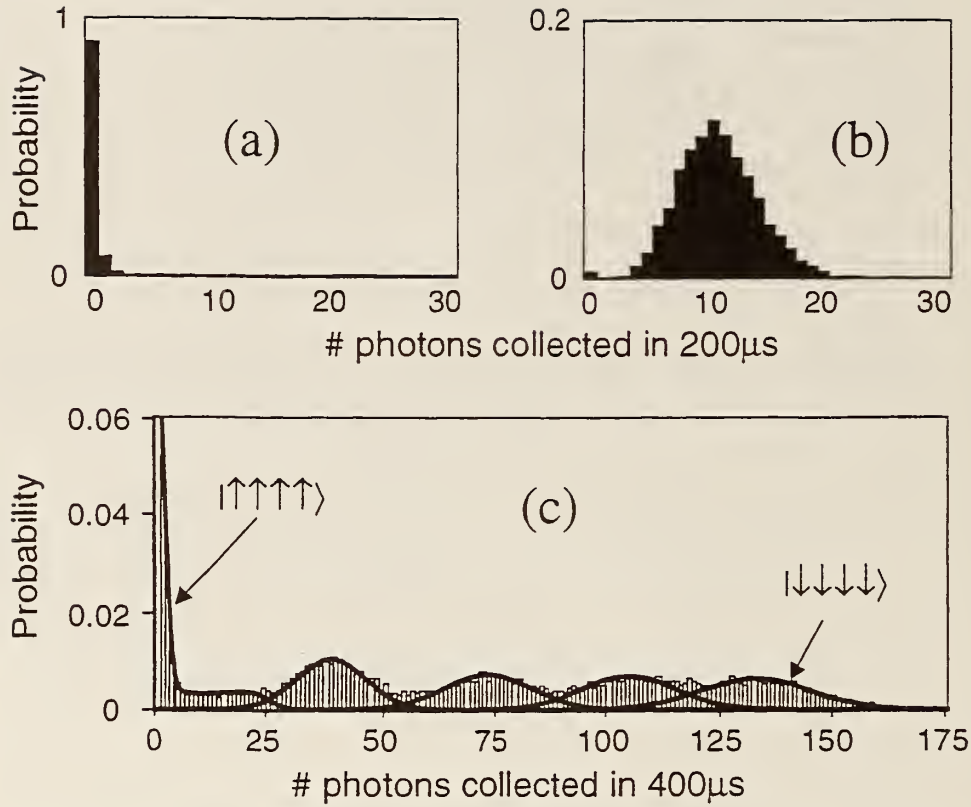 1
0.2
Probability
(a)
(b)
0
0
0 10 20 30
0 10 20 30
# photons collected in 200μs
0.06
|↑↑↑↑⟩
(c)
0.04
Probability
|↓↓↓↓⟩
0.02
0
0 25 50 75 100 125 150 175
# photons collected in 400μs